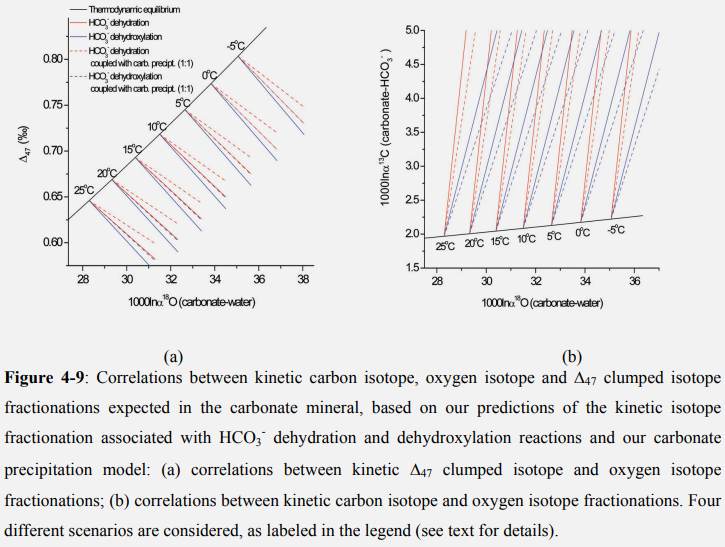 Thermodynamic equilibrium
HCO₃⁻ dehydration
HCO₃⁻ dehydroxylation
HCO₃⁻ dehydration
coupled with carb. precipt. (1:1)
HCO₃⁻ dehydroxylation
coupled with carb. precipt. (1:1)
-5°C
0°C
5°C
10°C
15°C
20°C
25°C
0.80
0.75
0.70
0.65
0.60
Δ₄₇ (‰)
28 30 32 34 36 38
1000lnα¹⁸O (carbonate-water)
(a)
5.0
4.5
4.0
3.5
3.0
2.5
2.0
1.5
1000lnα¹³C (carbonate-HCO₃⁻)
25°C 20°C 15°C 10°C 5°C 0°C -5°C
28 30 32 34 36
1000lnα¹⁸O (carbonate-water)
(b)
Figure 4-9: Correlations between kinetic carbon isotope, oxygen isotope and Δ₄₇ clumped isotope
fractionations expected in the carbonate mineral, based on our predictions of the kinetic isotope
fractionation associated with HCO₃⁻ dehydration and dehydroxylation reactions and our carbonate
precipitation model: (a) correlations between kinetic Δ₄₇ clumped isotope and oxygen isotope
fractionations; (b) correlations between kinetic carbon isotope and oxygen isotope fractionations. Four
different scenarios are considered, as labeled in the legend (see text for details).